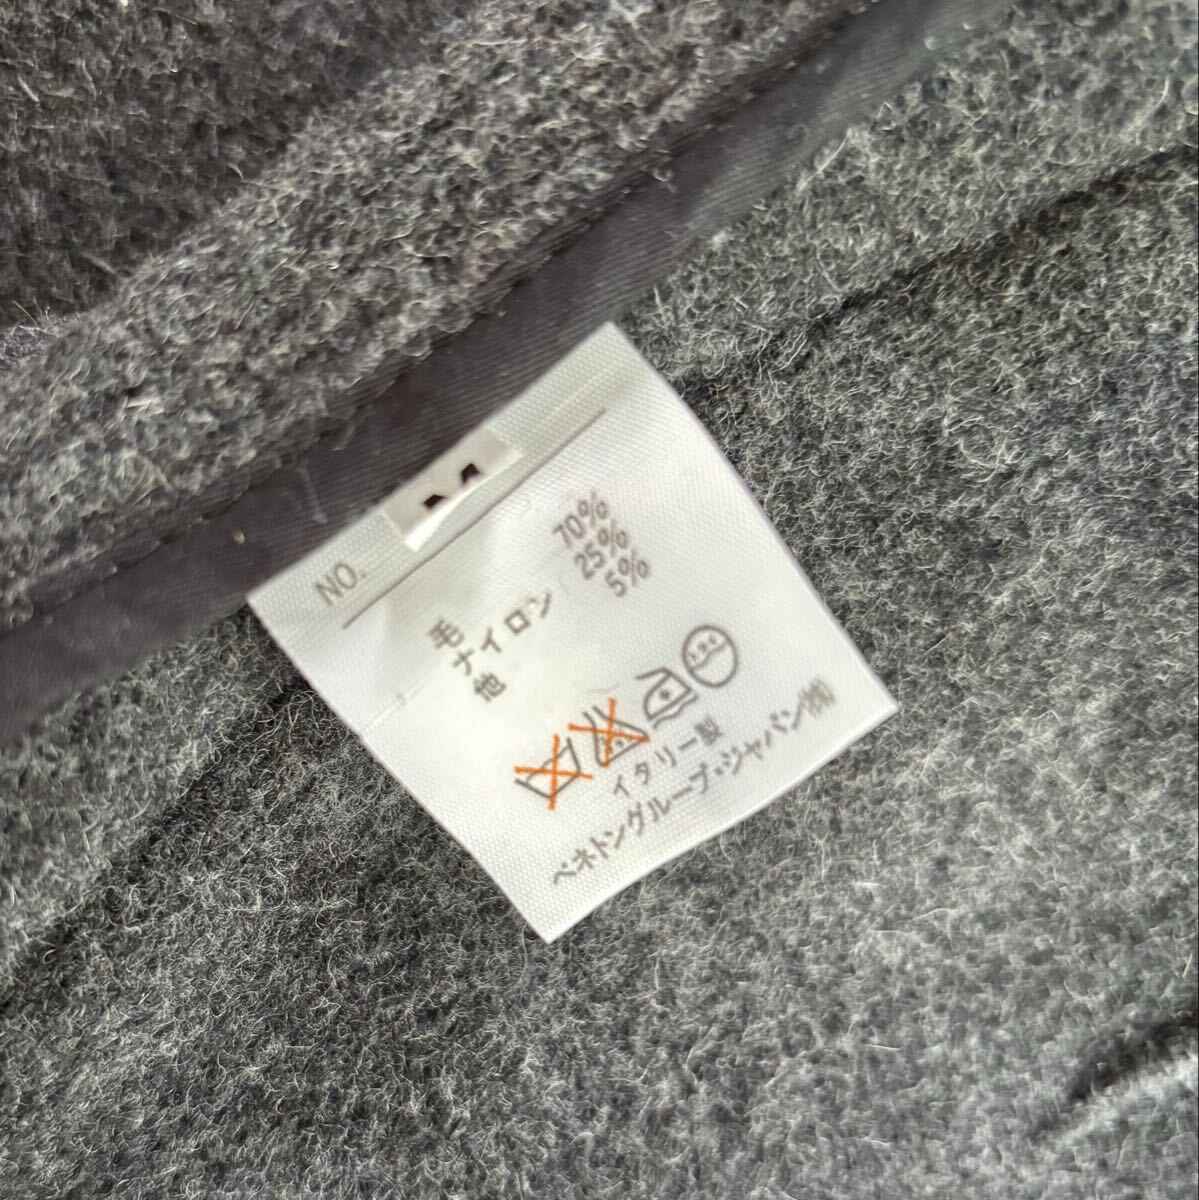 NO.
毛 70%
ナイロン 25%
他 5%
イタリー製
ベネトングループ・ジャパン㈱